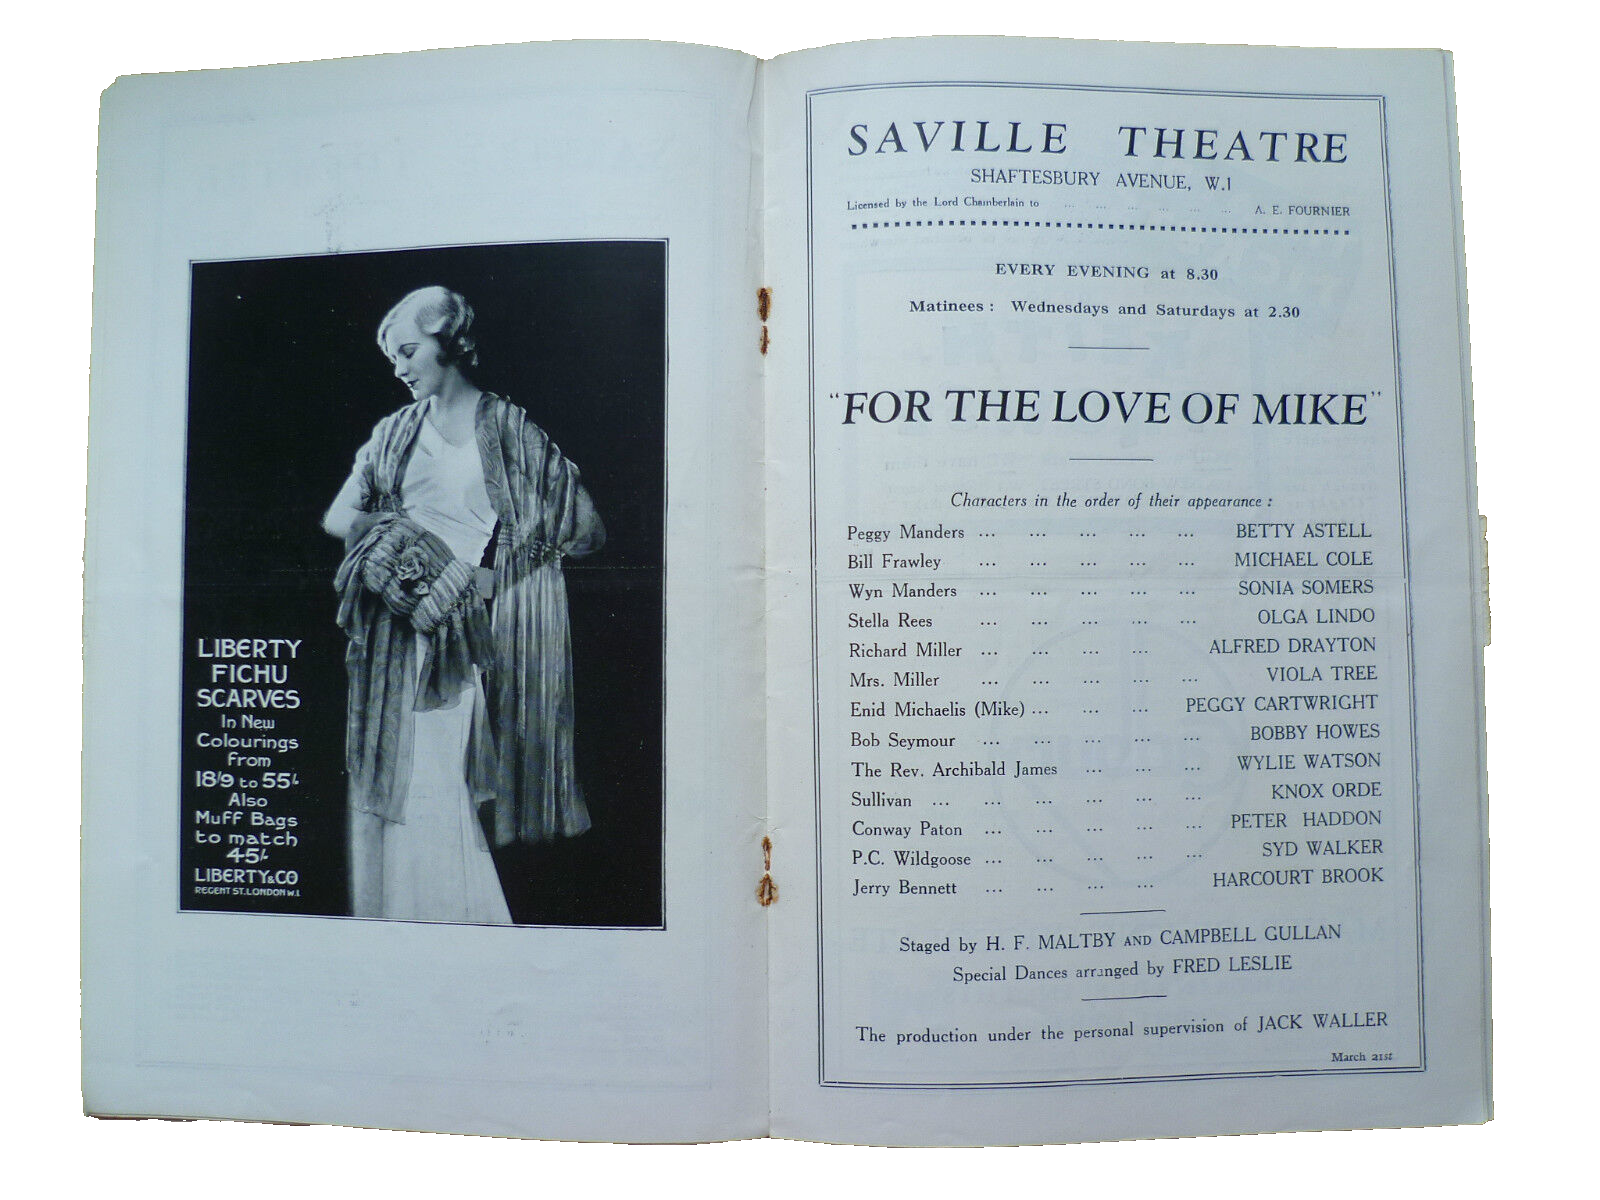 LIBERTY
FICHU
SCARVES
In New
Colourings
from
18/9 to 55/-
Also
Muff Bags
to match
45/-
LIBERTY & CO
REGENT ST. LONDON W.1
SAVILLE THEATRE
SHAFTESBURY AVENUE, W.1
Licensed by the Lord Chamberlain to ... ... ... ... ... ... A. E. FOURNIER
EVERY EVENING at 8.30
Matinees : Wednesdays and Saturdays at 2.30
"FOR THE LOVE OF MIKE"
Characters in the order of their appearance :
Peggy Manders ... ... ... ... ... BETTY ASTELL
Bill Frawley ... ... ... ... ... MICHAEL COLE
Wyn Manders ... ... ... ... ... SONIA SOMERS
Stella Rees ... ... ... ... ... OLGA LINDO
Richard Miller ... ... ... ... ALFRED DRAYTON
Mrs. Miller ... ... ... ... ... VIOLA TREE
Enid Michaelis (Mike) ... ... ... PEGGY CARTWRIGHT
Bob Seymour ... ... ... ... ... BOBBY HOWES
The Rev. Archibald James ... ... ... WYLIE WATSON
Sullivan ... ... ... ... ... ... KNOX ORDE
Conway Paton ... ... ... ... ... PETER HADDON
P.C. Wildgoose ... ... ... ... ... SYD WALKER
Jerry Bennett ... ... ... ... HARCOURT BROOK
Staged by H. F. MALTBY AND CAMPBELL GULLAN
Special Dances arranged by FRED LESLIE
The production under the personal supervision of JACK WALLER
March 21st